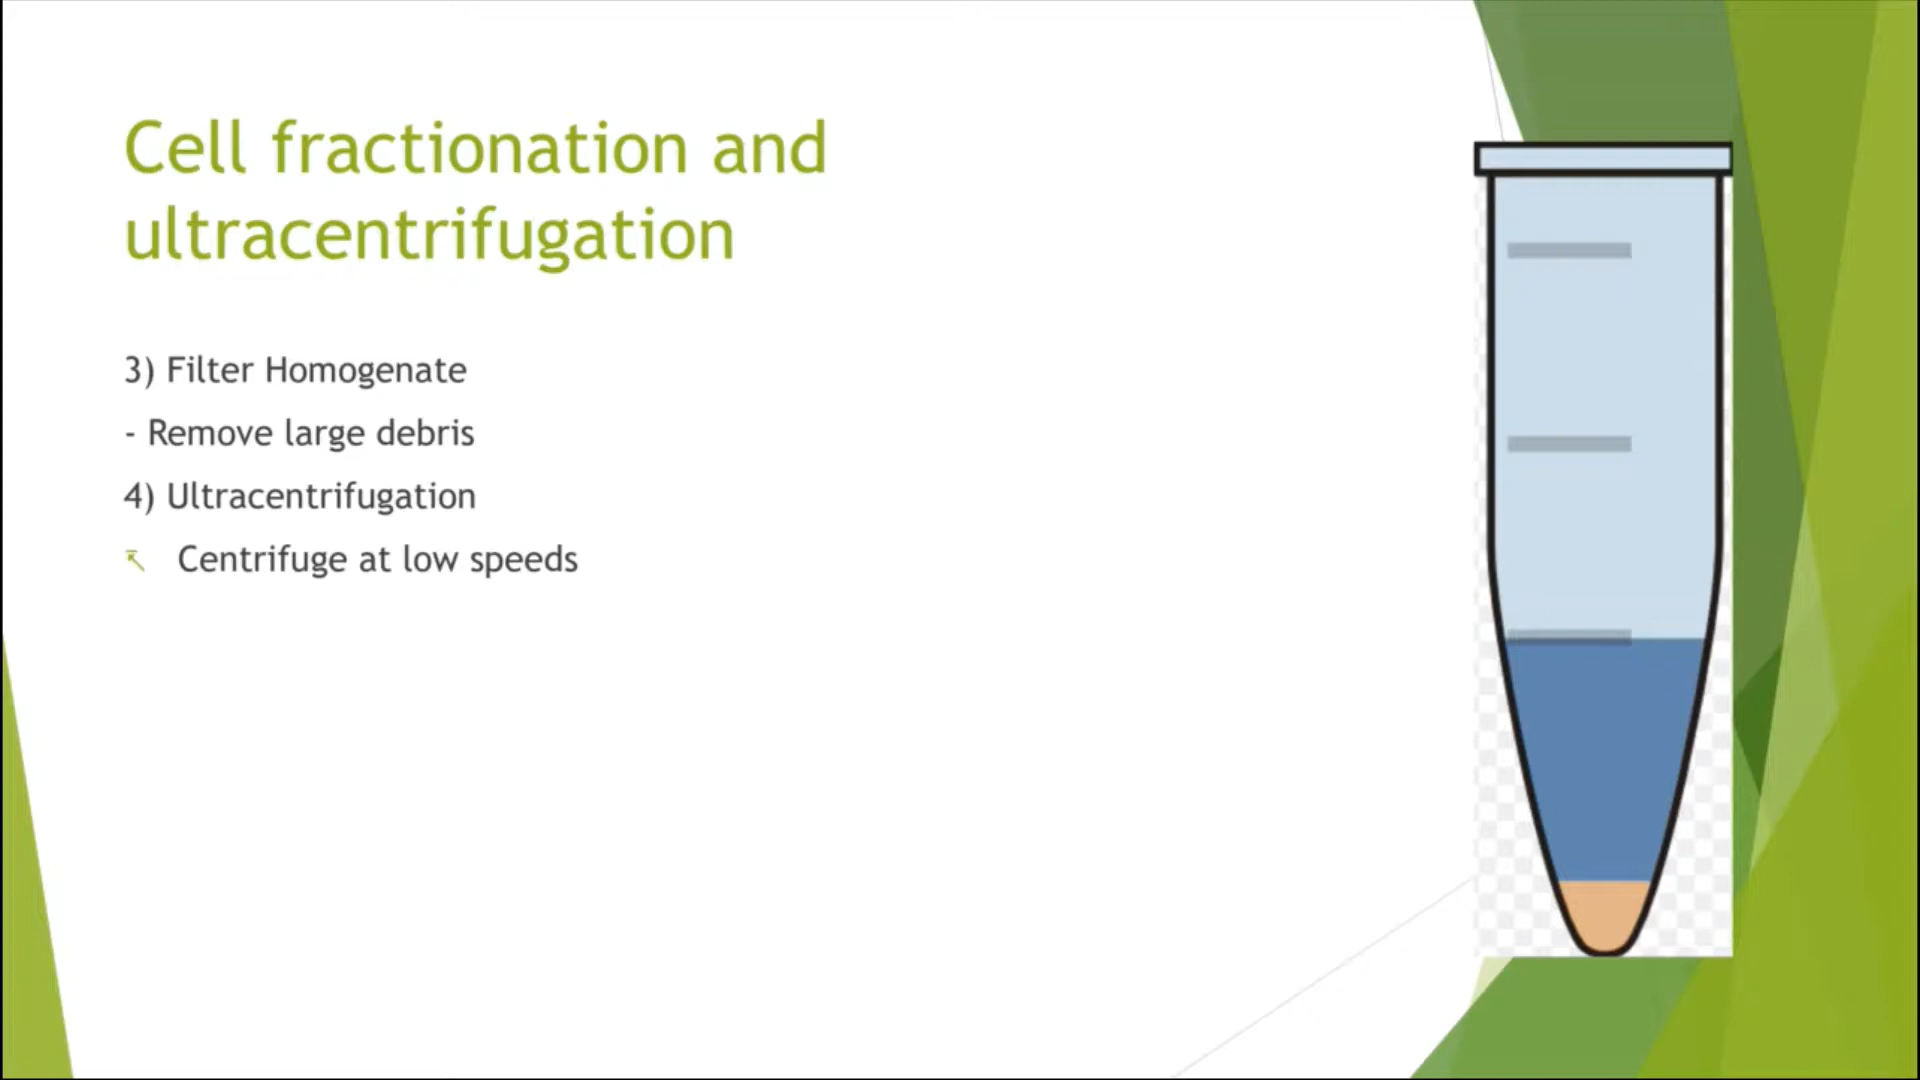 Cell fractionation and
ultracentrifugation
3) Filter Homogenate
- Remove large debris
4) Ultracentrifugation
Centrifuge at low speeds